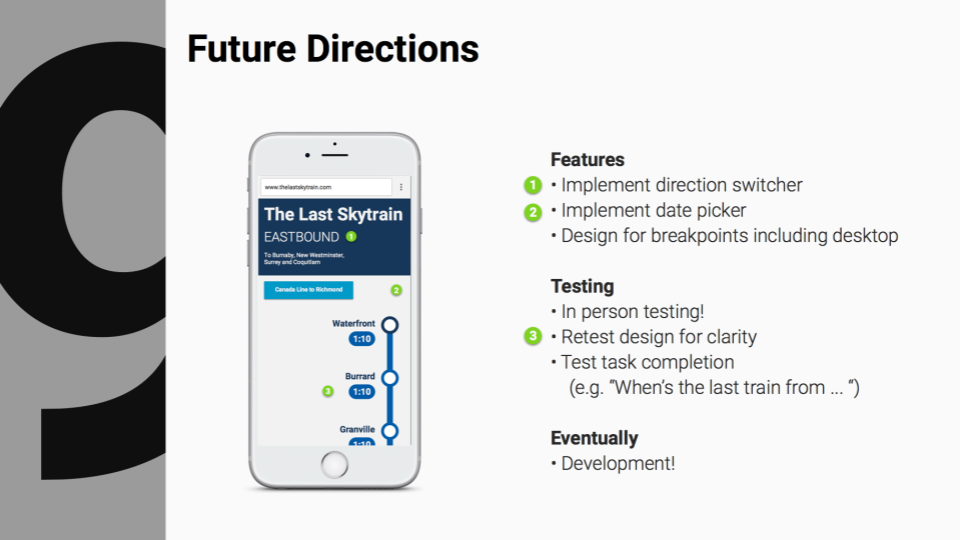 9
Future Directions
www.thelastskytrain.com
The Last Skytrain
EASTBOUND 1
To Burnaby, New Westminster,
Surrey and Coquitlam
Canada Line to Richmond
2
Waterfront
1:10
Burrard
3 1:10
Granville
1:10
Features
1 • Implement direction switcher
2 • Implement date picker
• Design for breakpoints including desktop
Testing
• In person testing!
3 • Retest design for clarity
• Test task completion
(e.g. “When’s the last train from ... “)
Eventually
• Development!